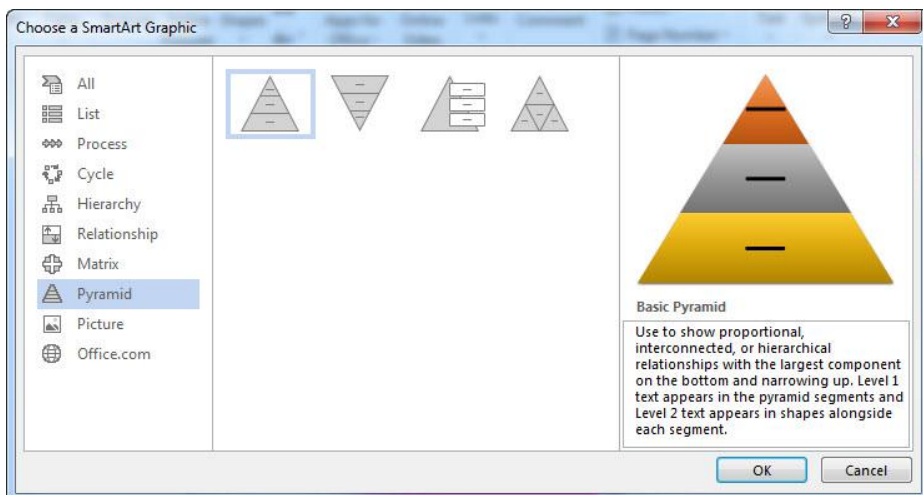 Choose a SmartArt Graphic
All
List
Process
Cycle
Hierarchy
Relationship
Matrix
Pyramid
Picture
Office.com
Basic Pyramid
Use to show proportional,
interconnected, or hierarchical
relationships with the largest component
on the bottom and narrowing up. Level 1
text appears in the pyramid segments and
Level 2 text appears in shapes alongside
each segment.
OK
Cancel